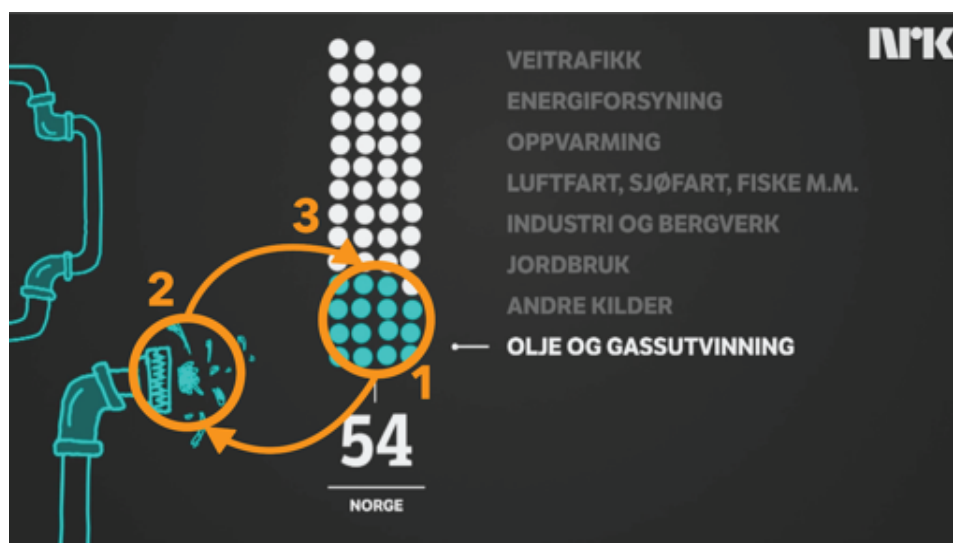 nrk
VEITRAFIKK
ENERGIFORSYNING
OPPVARMING
LUFTFART, SJØFART, FISKE M.M.
INDUSTRI OG BERGVERK
JORDBRUK
ANDRE KILDER
OLJE OG GASSUTVINNING
3
2
1
54
NORGE